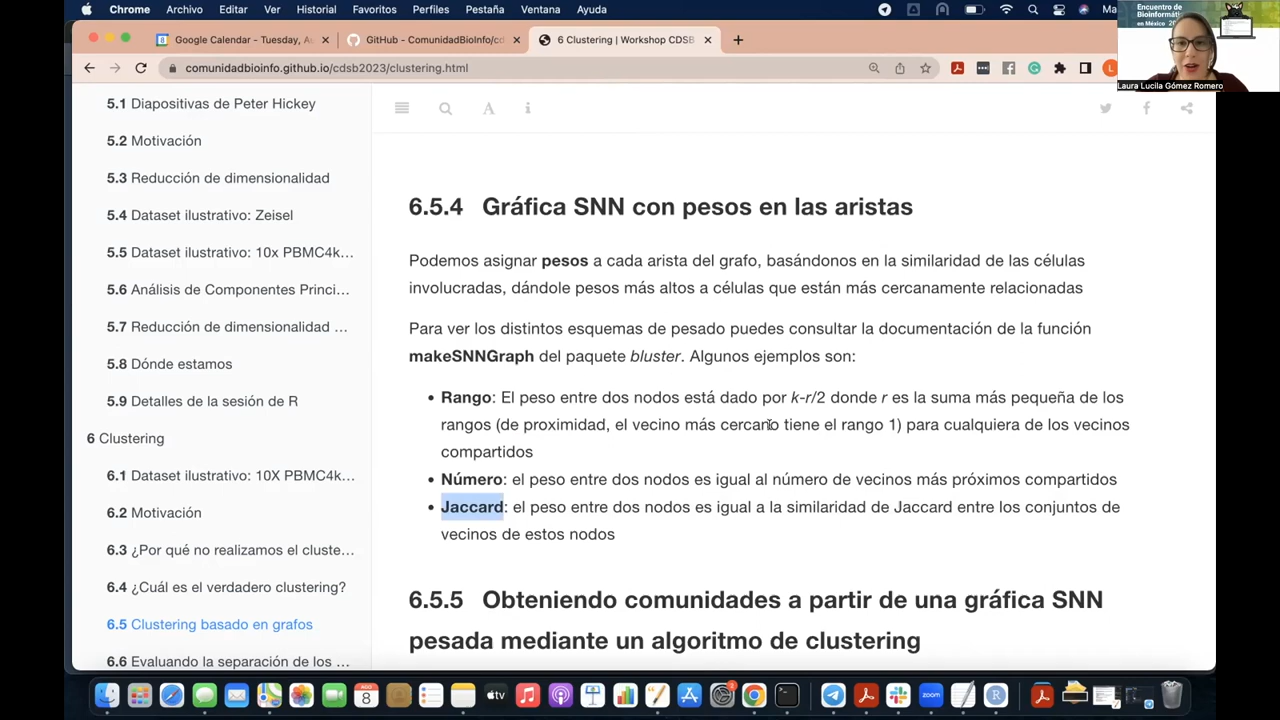 Chrome Archivo Editar Ver Historial Favoritos Perfiles Pestaña Ventana Ayuda
Encuentro de
Bioinformáti
en México 20
Laura Lucila Gómez Romero
Google Calendar - Tuesday, Au
GitHub - ComunidadBioInfo/cd
6 Clustering | Workshop CDSB
comunidadbioinfo.github.io/cdsb2023/clustering.html
5.1 Diapositivas de Peter Hickey
5.2 Motivación
5.3 Reducción de dimensionalidad
5.4 Dataset ilustrativo: Zeisel
5.5 Dataset ilustrativo: 10x PBMC4k…
5.6 Análisis de Componentes Princi…
5.7 Reducción de dimensionalidad …
5.8 Dónde estamos
5.9 Detalles de la sesión de R
6 Clustering
6.1 Dataset ilustrativo: 10X PBMC4k…
6.2 Motivación
6.3 ¿Por qué no realizamos el cluste…
6.4 ¿Cuál es el verdadero clustering?
6.5 Clustering basado en grafos
6.6 Evaluando la separación de los …
6.5.4 Gráfica SNN con pesos en las aristas
Podemos asignar pesos a cada arista del grafo, basándonos en la similaridad de las células
involucradas, dándole pesos más altos a células que están más cercanamente relacionadas
Para ver los distintos esquemas de pesado puedes consultar la documentación de la función
makeSNNGraph del paquete bluster. Algunos ejemplos son:
• Rango: El peso entre dos nodos está dado por k-r/2 donde r es la suma más pequeña de los
rangos (de proximidad, el vecino más cercano tiene el rango 1) para cualquiera de los vecinos
compartidos
• Número: el peso entre dos nodos es igual al número de vecinos más próximos compartidos
• Jaccard: el peso entre dos nodos es igual a la similaridad de Jaccard entre los conjuntos de
vecinos de estos nodos
6.5.5 Obteniendo comunidades a partir de una gráfica SNN
pesada mediante un algoritmo de clustering